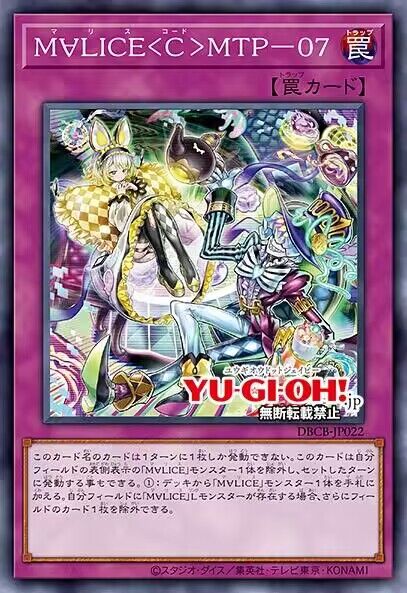 マリス コード
M∀LICE<C>MTP－07
トラップ
罠
トラップ
【罠カード】
ユウギオウドットジェイピー
YU-GI-OH!.jp
無断転載禁止
DBCB-JP022
このカード名のカードは１ターンに１枚しか発動できない。このカードは自分
フィールドの表側表示の「M∀LICE」モンスター１体を除外し、セットしたターン
に発動する事もできる。①：デッキから「M∀LICE」モンスター１体を手札に
加える。自分フィールドに「M∀LICE」Lモンスターが存在する場合、さらにフィ
ールドのカード１枚を除外できる。
©スタジオ・ダイス／集英社・テレビ東京・KONAMI